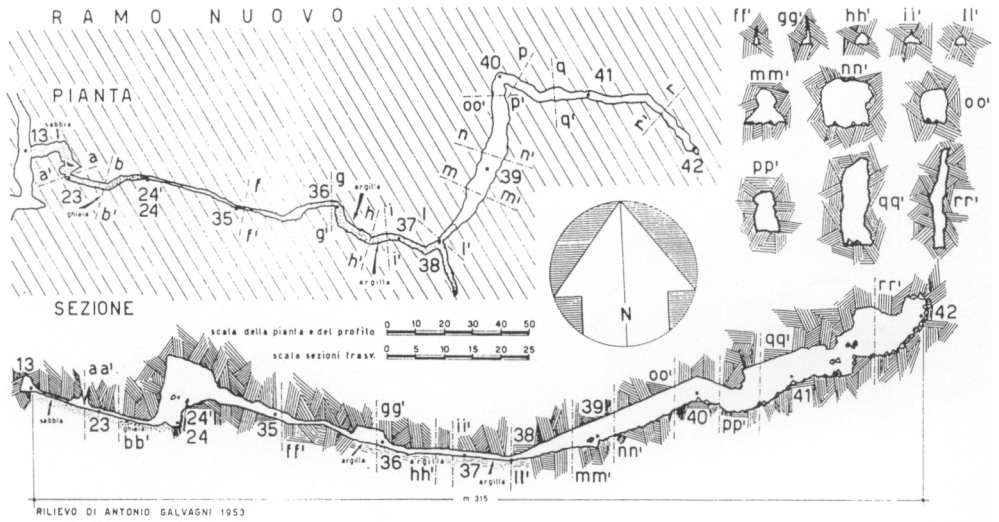 RAMO NUOVO
ff' gg' hh' ii' ll'
PIANTA
13 sabbia
a a' b b'
23 ghiaia
24'
24
35 f f'
36 g g'
argilla
h h' i i'
argilla
37 l l'
38
m m' n n'
39
40 oo' p p'
q q'
41
r r'
42
mm' nn' oo'
pp' qq' rr'
N
SEZIONE
scala della pianta e del profilo 0 10 20 30 40 50
scala sezioni trasv. 0 5 10 15 20 25
13 sabbia aa' 23 ghiaia bb' 24' 24 35 ff' argilla gg' 36 argilla hh' ii' 37 argilla 38 ll' mm' 39 nn' oo' 40 pp' qq' 41 rr' 42
m 315
RILIEVO DI ANTONIO GALVAGNI 1953